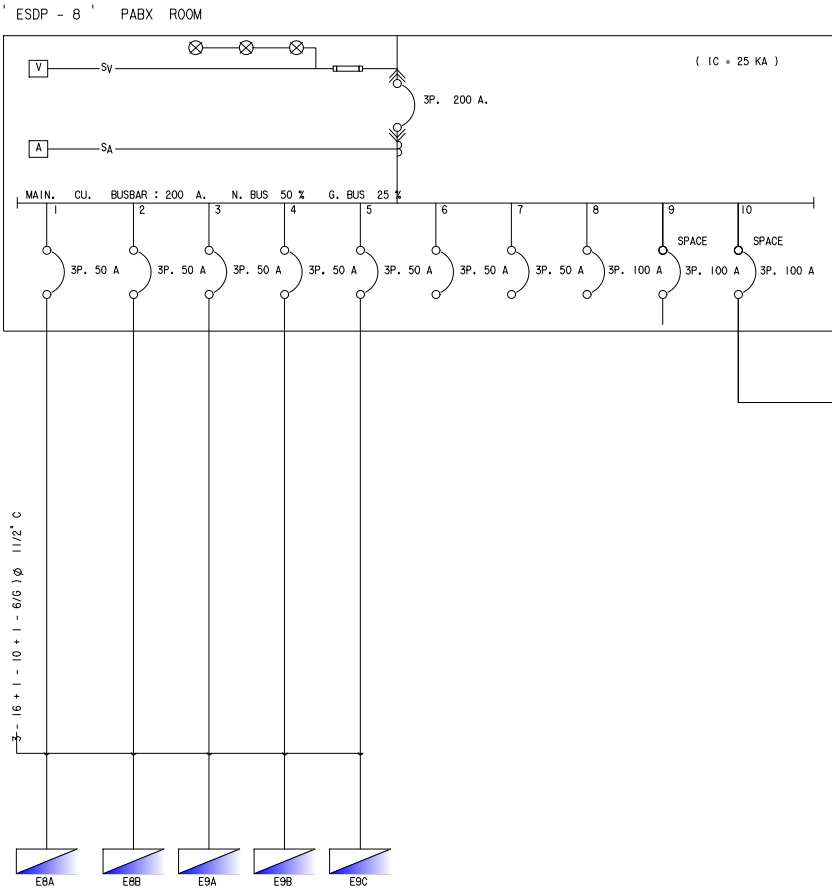 ' ESDP - 8 '   PABX ROOM
( IC = 25 KA )
V
SV
3P. 200 A.
A
SA
MAIN. CU. BUSBAR : 200 A. N. BUS 50 % G. BUS 25 %
1 2 3 4 5 6 7 8 9 10
SPACE SPACE
3P. 50 A 3P. 50 A 3P. 50 A 3P. 50 A 3P. 50 A 3P. 50 A 3P. 50 A 3P. 100 A 3P. 100 A 3P. 100 A
3 - 16 + 1 - 10 + 1 - 6/G ) Ø 11/2" C
E8A E8B E9A E9B E9C